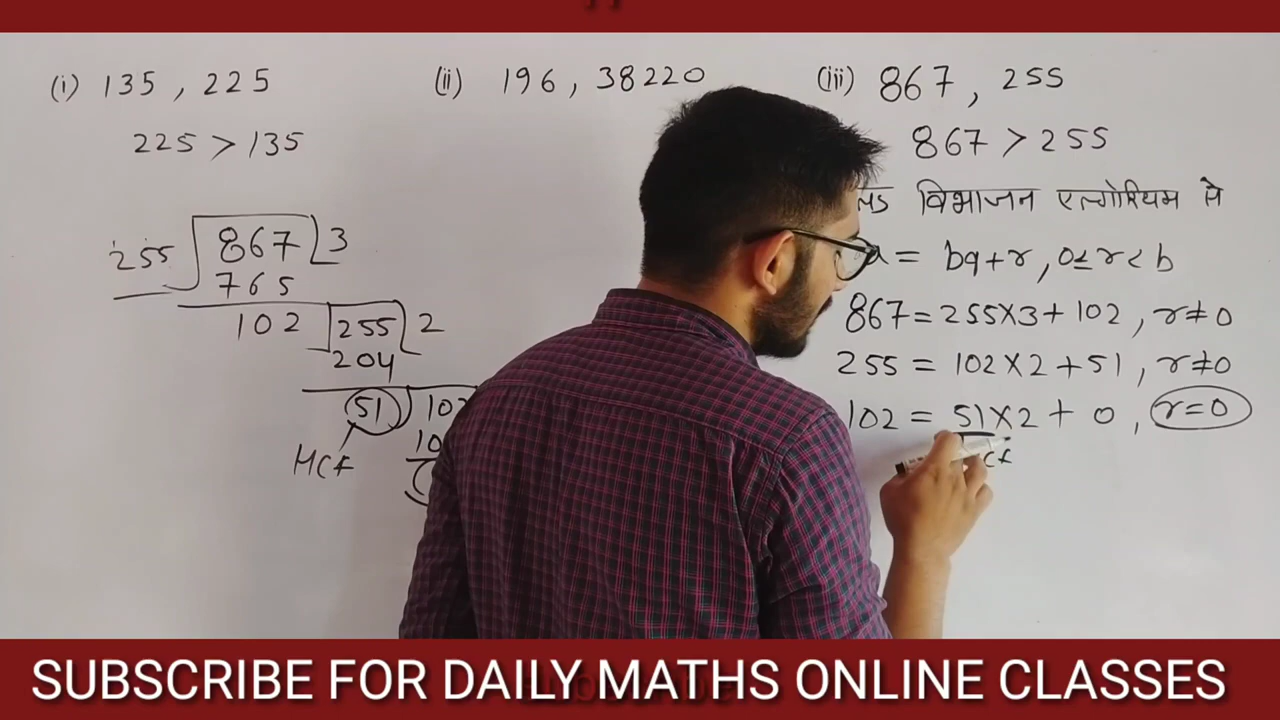 (i) 135 , 225
225 > 135
255 867 3
765
102 255 2
204
51 102
HCF
(ii) 196 , 38220
(iii) 867 , 255
867 > 255
विभाजन एल्गोरिथम से
= bq+r , 0≤r<b
867 = 255×3 + 102 , r≠0
255 = 102×2 + 51 , r≠0
102 = 51×2 + 0 , r=0
SUBSCRIBE FOR DAILY MATHS ONLINE CLASSES